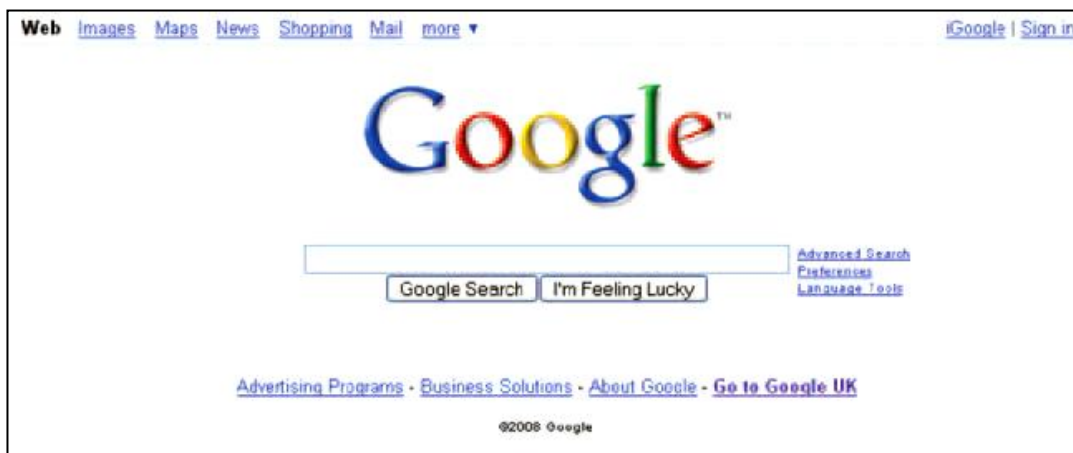 Web Images Maps News Shopping Mail more ▼ iGoogle | Sign in
Google™
Advanced Search
Preferences
Language Tools
Google Search I'm Feeling Lucky
Advertising Programs - Business Solutions - About Google - Go to Google UK
©2008 Google